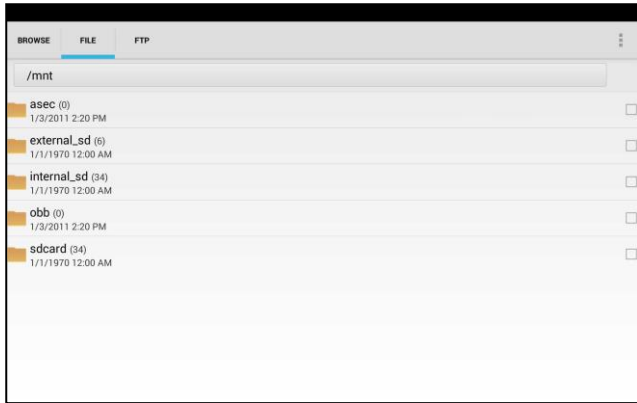 BROWSE FILE FTP
/mnt
asec (0)
1/3/2011 2:20 PM
external_sd (6)
1/1/1970 12:00 AM
internal_sd (34)
1/1/1970 12:00 AM
obb (0)
1/3/2011 2:20 PM
sdcard (34)
1/1/1970 12:00 AM